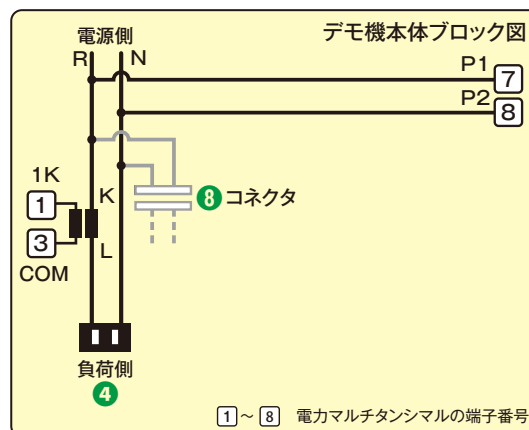 デモ機本体ブロック図
電源側
R N
P1 7
P2 8
1K
1
K
8 コネクタ
3
L
COM
負荷側
4
1～8 電力マルチタンシマルの端子番号